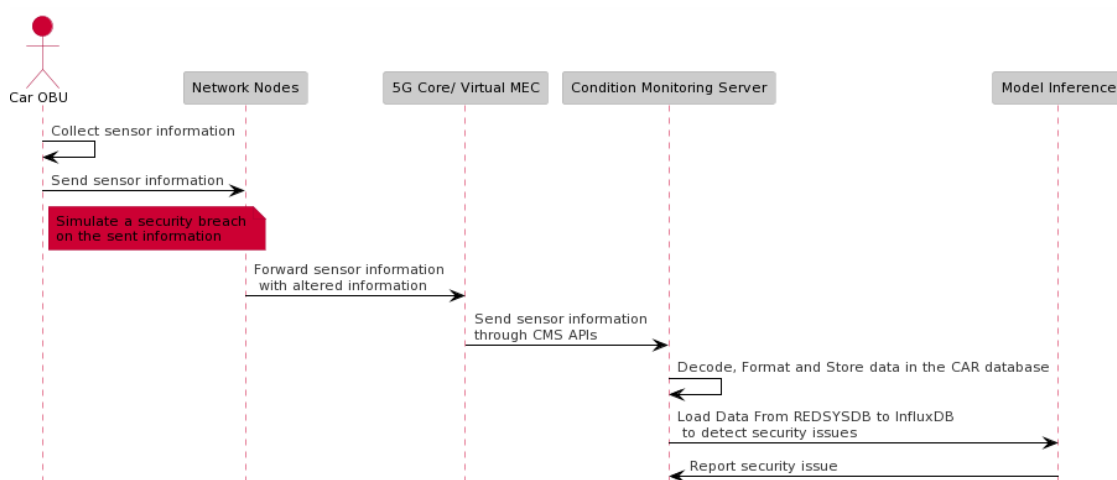 Car OBU
Network Nodes
5G Core/ Virtual MEC
Condition Monitoring Server
Model Inference
Collect sensor information
Send sensor information
Simulate a security breach
on the sent information
Forward sensor information
with altered information
Send sensor information
through CMS APIs
Decode, Format and Store data in the CAR database
Load Data From REDSYSDB to InfluxDB
to detect security issues
Report security issue